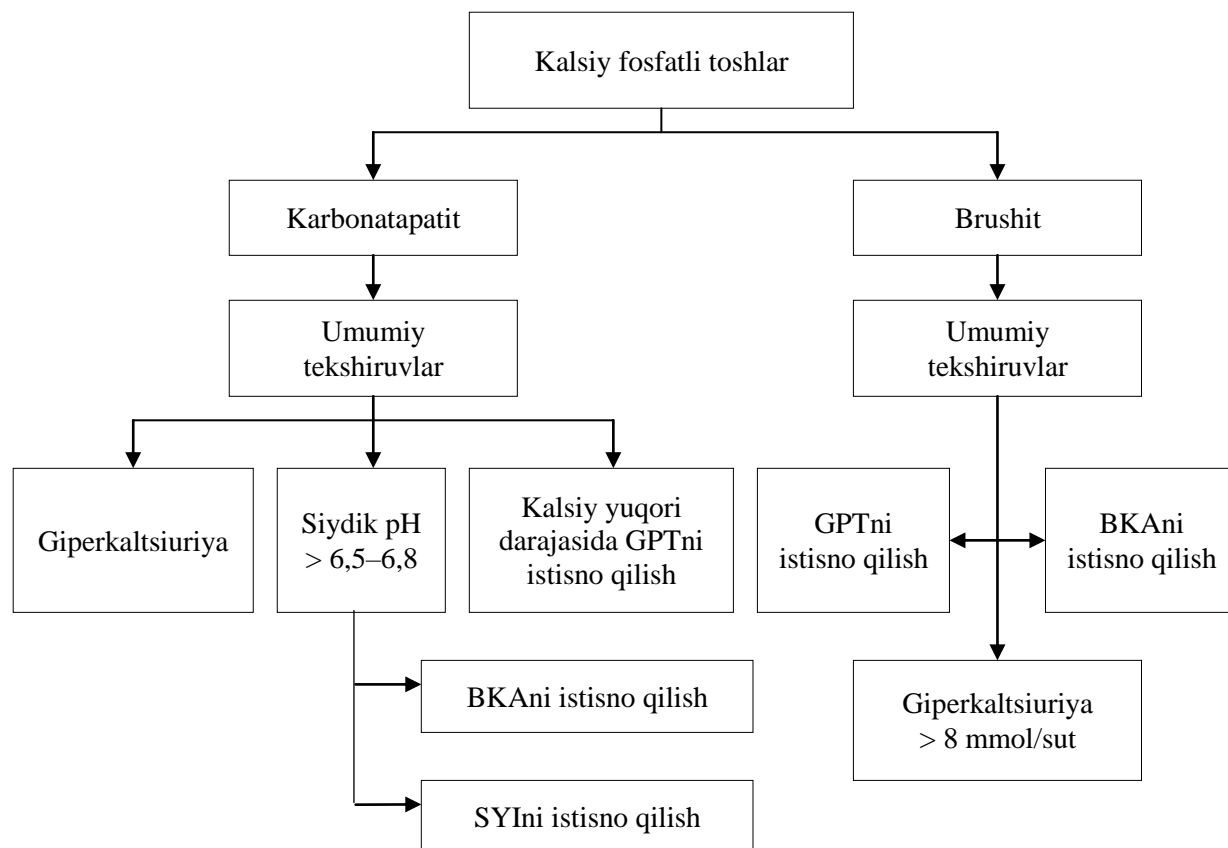 Kalsiy fosfatli toshlar
Karbonatapatit
Brushit
Umumiy
tekshiruvlar
Umumiy
tekshiruvlar
Giperkaltsiuriya
Siydik pH
> 6,5–6,8
Kalsiy yuqori
darajasida GPTni
istisno qilish
GPTni
istisno qilish
BKAni
istisno qilish
BKAni istisno qilish
Giperkaltsiuriya
> 8 mmol/sut
SYIni istisno qilish